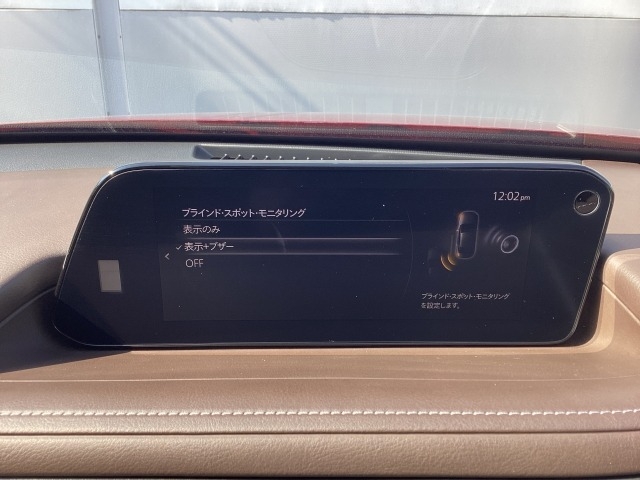 12:02pm
ブラインド・スポット・モニタリング
表示のみ
表示+ブザー
OFF
ブラインド・スポット・モニタリング
を設定します。